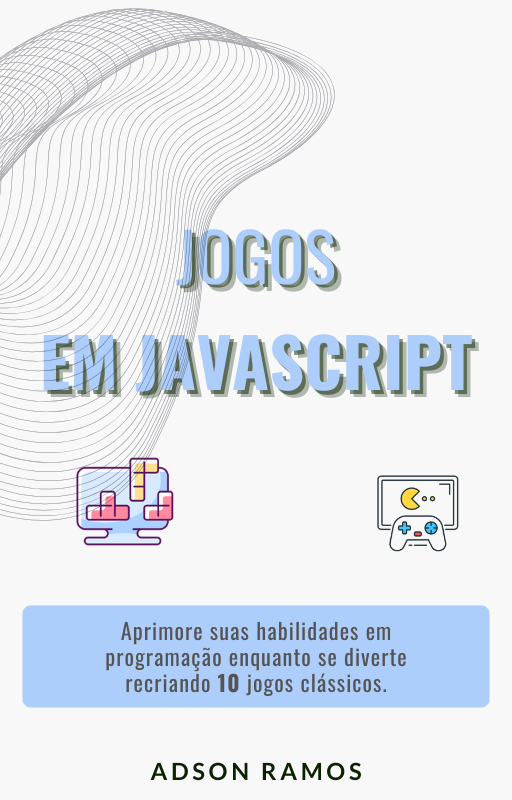 JOGOS
EM JAVASCRIPT
Aprimore suas habilidades em
programação enquanto se diverte
recriando 10 jogos clássicos.
ADSON RAMOS